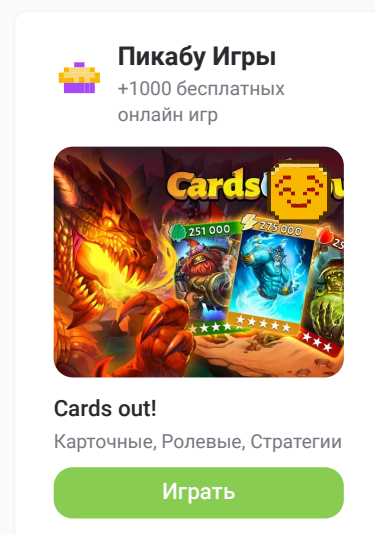 Пикабу Игры
+1000 бесплатных
онлайн игр
Cards
251 000
275 000
Cards out!
Карточные, Ролевые, Стратегии
Играть